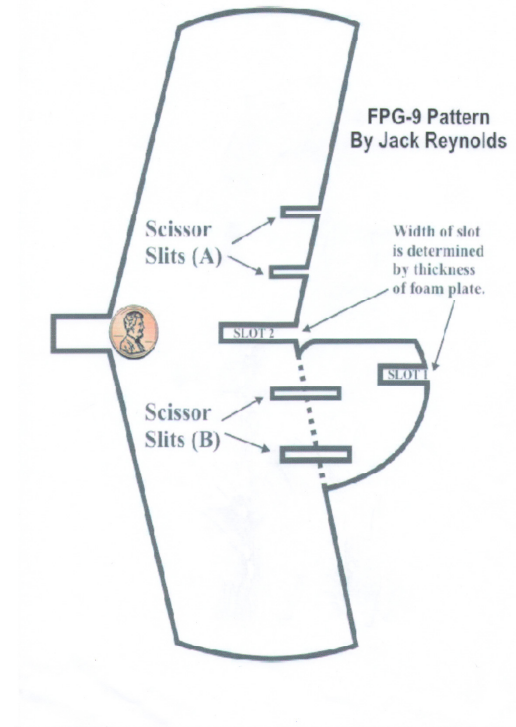 FPG-9 Pattern
By Jack Reynolds
Scissor
Slits (A)
Width of slot
is determined
by thickness
of foam plate.
SLOT 2
SLOT 1
Scissor
Slits (B)